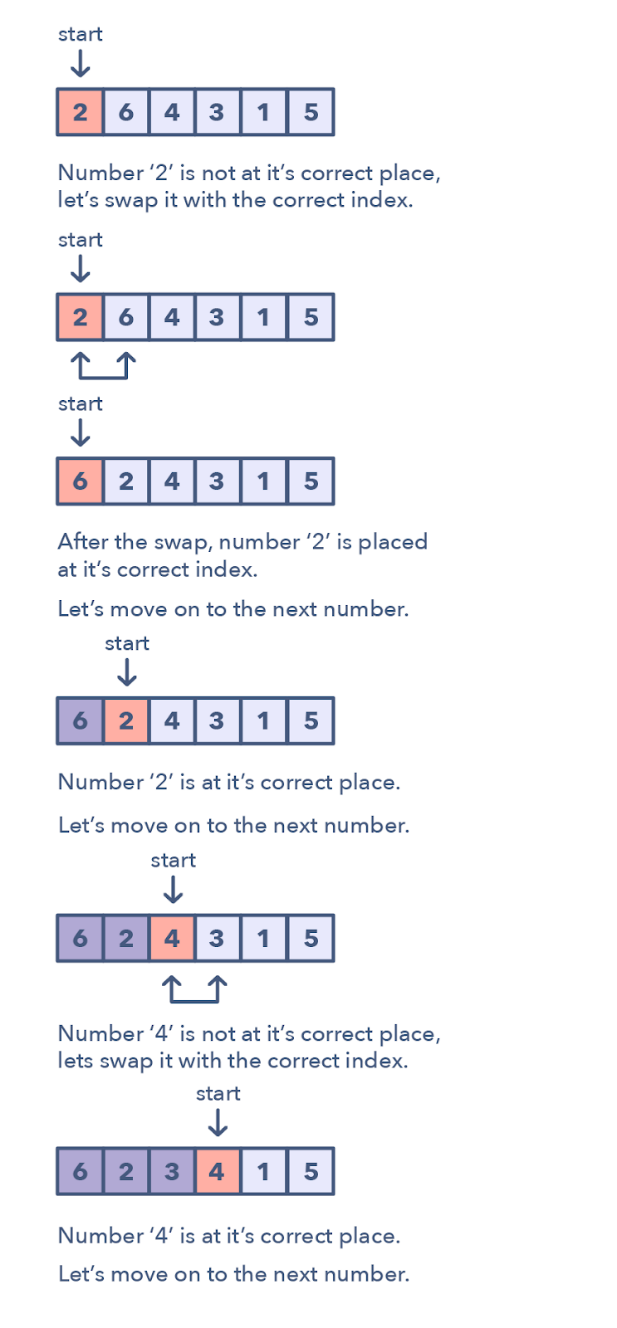 start
2 6 4 3 1 5
Number ‘2’ is not at it’s correct place,
let’s swap it with the correct index.
start
2 6 4 3 1 5
start
6 2 4 3 1 5
After the swap, number ‘2’ is placed
at it’s correct index.
Let’s move on to the next number.
start
6 2 4 3 1 5
Number ‘2’ is at it’s correct place.
Let’s move on to the next number.
start
6 2 4 3 1 5
Number ‘4’ is not at it’s correct place,
lets swap it with the correct index.
start
6 2 3 4 1 5
Number ‘4’ is at it’s correct place.
Let’s move on to the next number.